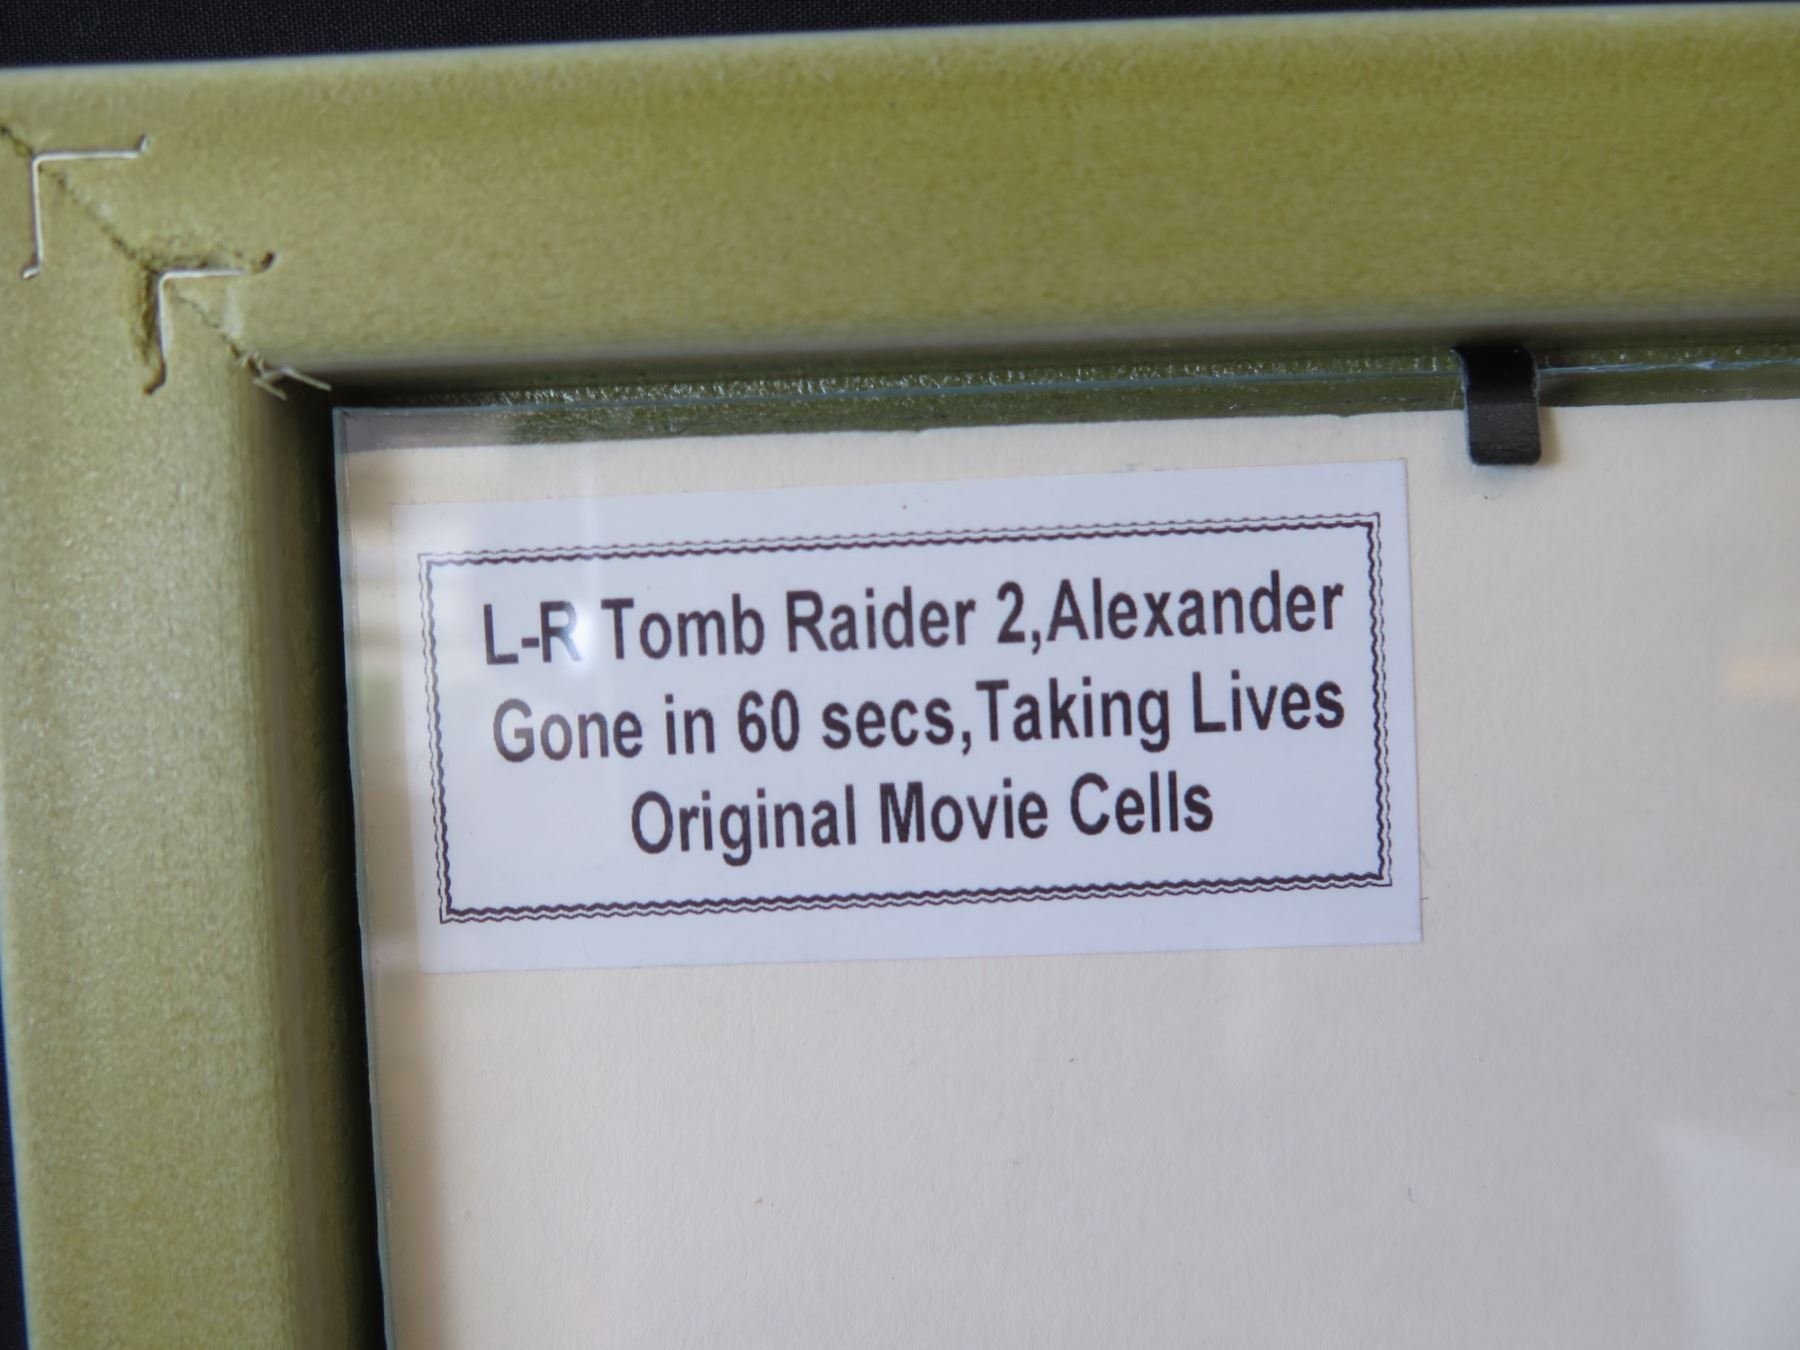 L-R Tomb Raider 2,Alexander
Gone in 60 secs,Taking Lives
Original Movie Cells